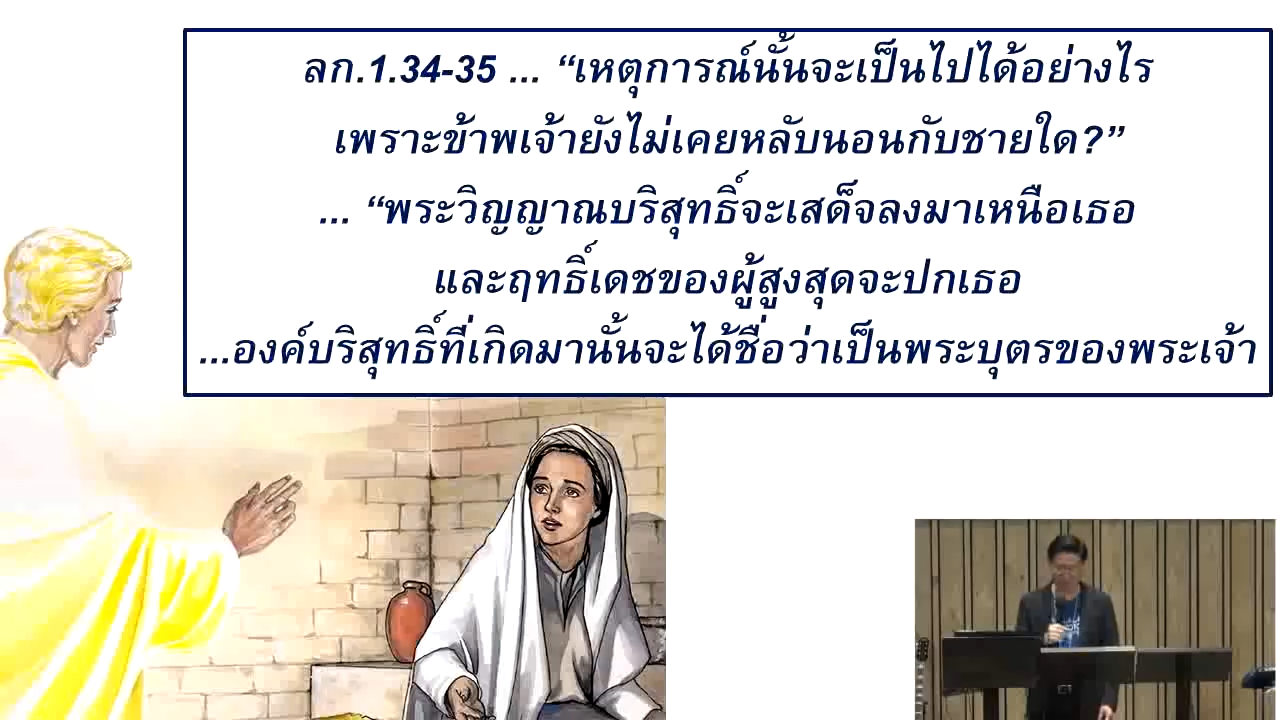 ลก.1.34-35 ... “เหตุการณ์นั้นจะเป็นไปได้อย่างไร
เพราะข้าพเจ้ายังไม่เคยหลับนอนกับชายใด?”
... “พระวิญญาณบริสุทธิ์จะเสด็จลงมาเหนือเธอ
และฤทธิ์เดชของผู้สูงสุดจะปกเธอ
...องค์บริสุทธิ์ที่เกิดมานั้นจะได้ชื่อว่าเป็นพระบุตรของพระเจ้า